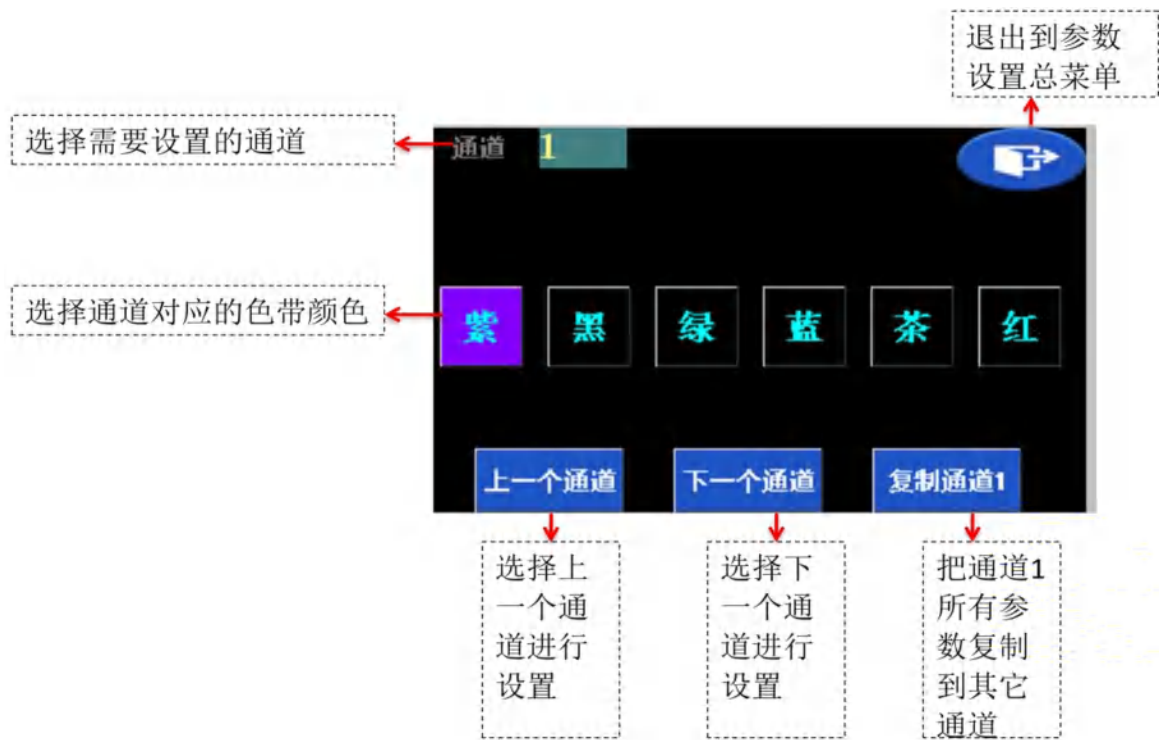 退出到参数
设置总菜单
选择需要设置的通道
通道 1
选择通道对应的色带颜色
紫 黑 绿 蓝 茶 红
上一个通道 下一个通道 复制通道1
选择上
一个通
道进行
设置
选择下
一个通
道进行
设置
把通道1
所有参
数复制
到其它
通道